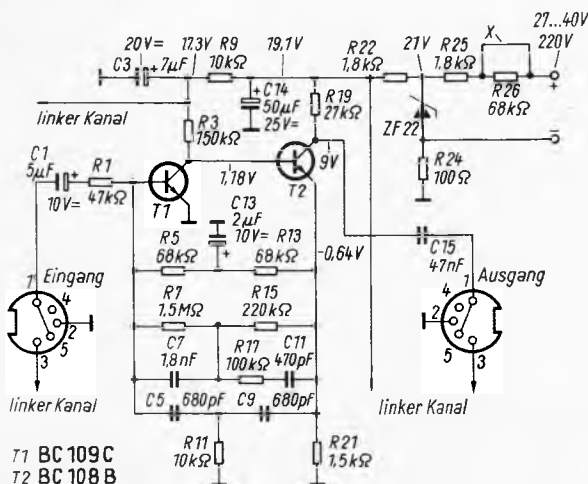 20V=
C3 + 7µF
17,3V
R9
10kΩ
19,1V
R22
1,8kΩ
21V
R25
1,8kΩ
X
R26
68kΩ
27...40V
220V
+
–
linker Kanal
R3
150kΩ
+ C14
50µF
25V=
R19
27kΩ
ZF22
R24
100Ω
C1
5µF
+
10V=
R1
47kΩ
T1
1,18V
T2
9V
C13
2µF
10V=
+
R5
68kΩ
R13
68kΩ
-0,64V
C15
47nF
R7
1,5MΩ
R15
220kΩ
C7
1,8nF
R17
100kΩ
C11
470pF
C5 680pF
C9 680pF
R11
10kΩ
R21
1,5kΩ
Eingang
1
4
2
5
3
linker Kanal
Ausgang
1
4
2
5
3
linker Kanal
T1 BC 109 C
T2 BC 108 B